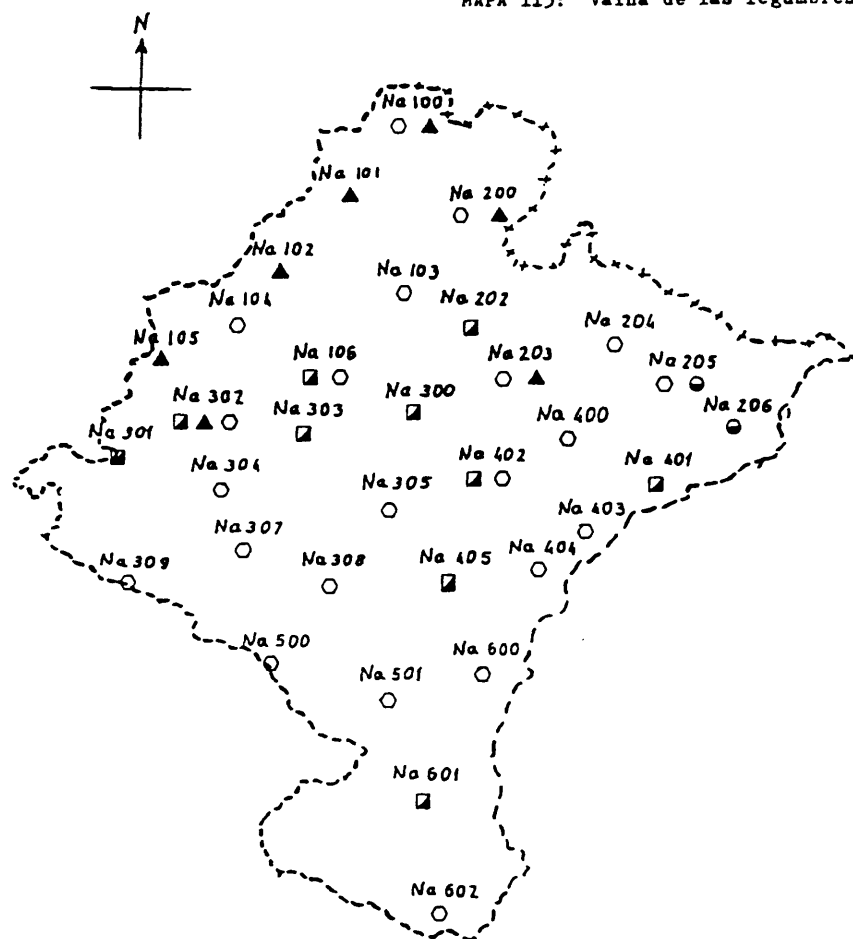 MAPA 115: Vaina de las legumbres
N
Na 100
Na 101
Na 200
Na 102
Na 103
Na 104
Na 202
Na 105
Na 204
Na 106
Na 203
Na 205
Na 302
Na 300
Na 206
Na 301
Na 303
Na 400
Na 304
Na 402
Na 401
Na 305
Na 403
Na 307
Na 309
Na 308
Na 405
Na 404
Na 500
Na 501
Na 600
Na 601
Na 602